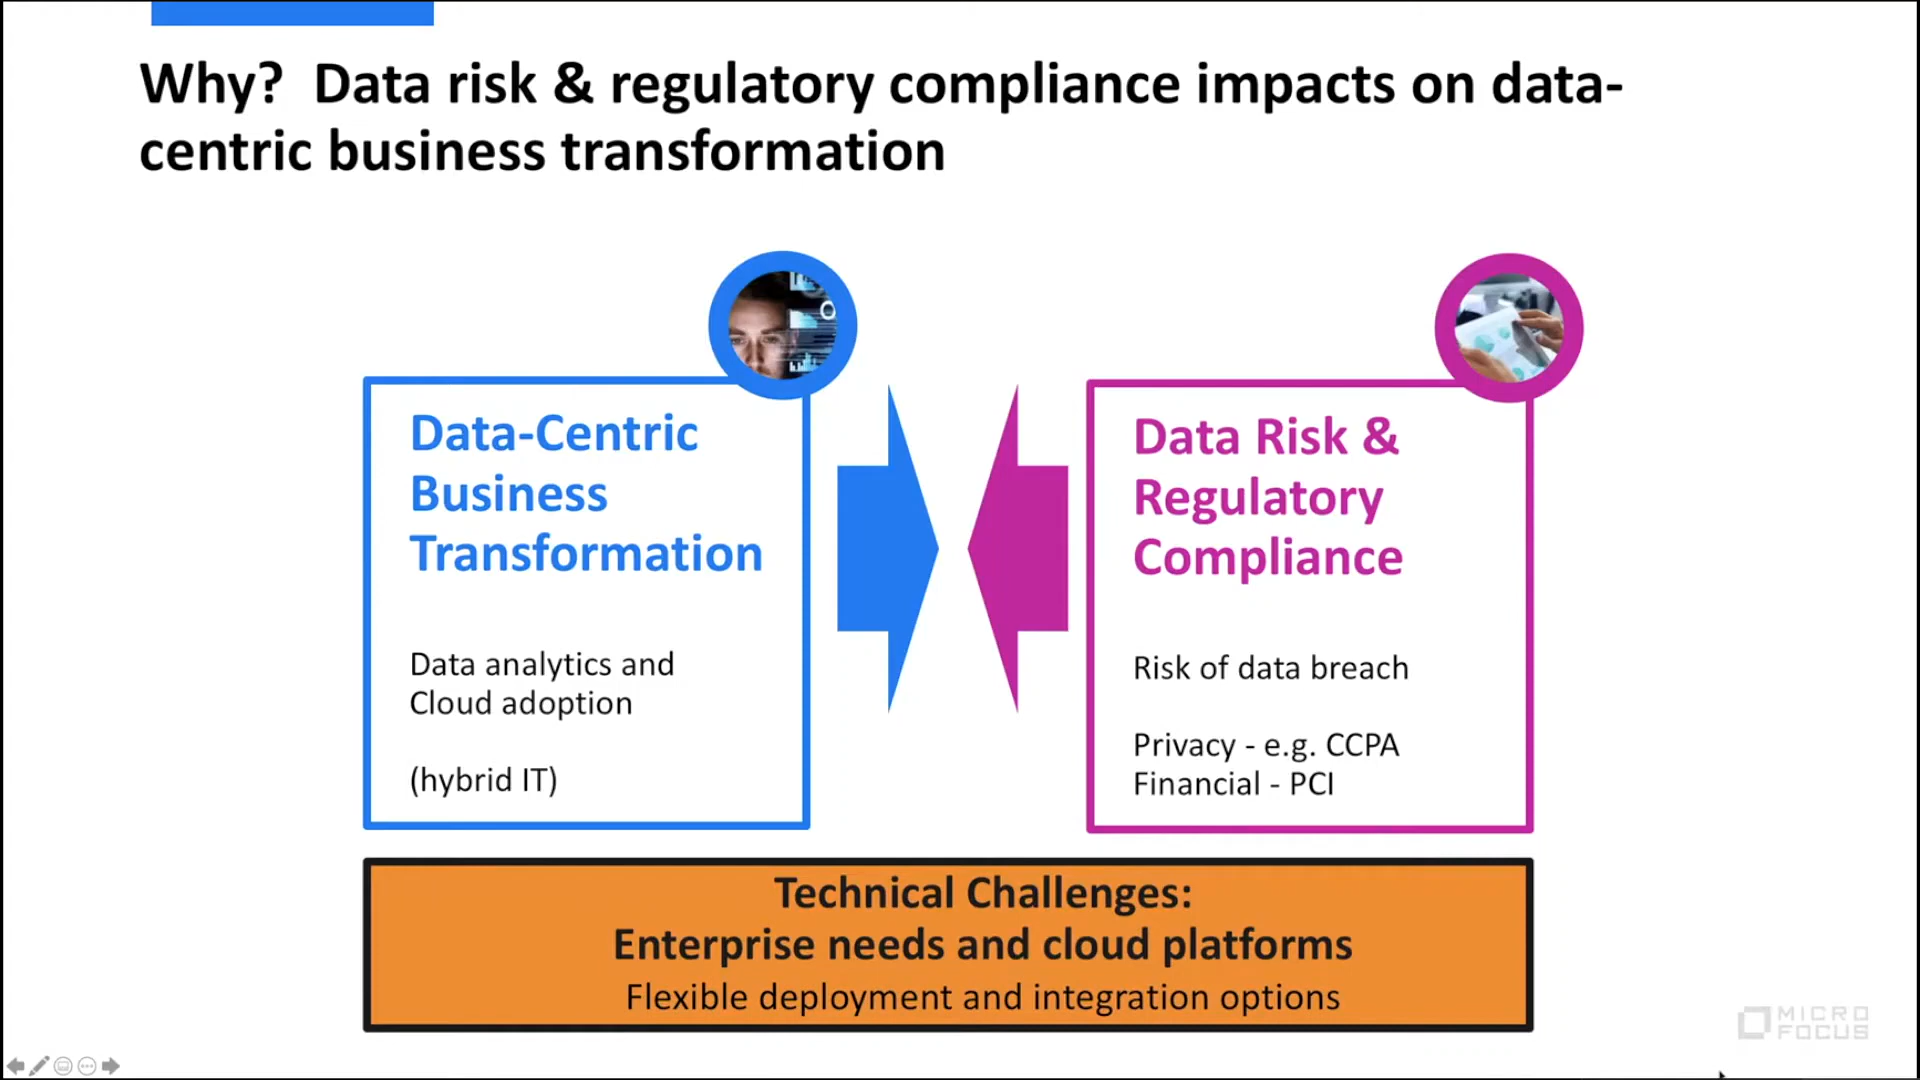 Why? Data risk & regulatory compliance impacts on data-
centric business transformation
Data-Centric
Business
Transformation
Data analytics and
Cloud adoption
(hybrid IT)
Data Risk &
Regulatory
Compliance
Risk of data breach
Privacy - e.g. CCPA
Financial - PCI
Technical Challenges:
Enterprise needs and cloud platforms
Flexible deployment and integration options
MICRO
FOCUS